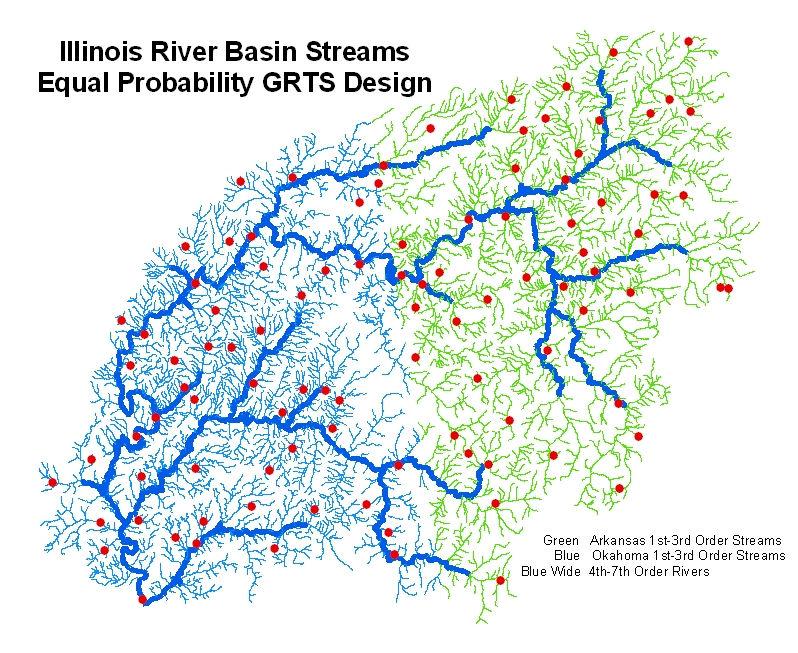 Illinois River Basin Streams
Equal Probability GRTS Design
Green Arkansas 1st-3rd Order Streams
Blue Okahoma 1st-3rd Order Streams
Blue Wide 4th-7th Order Rivers